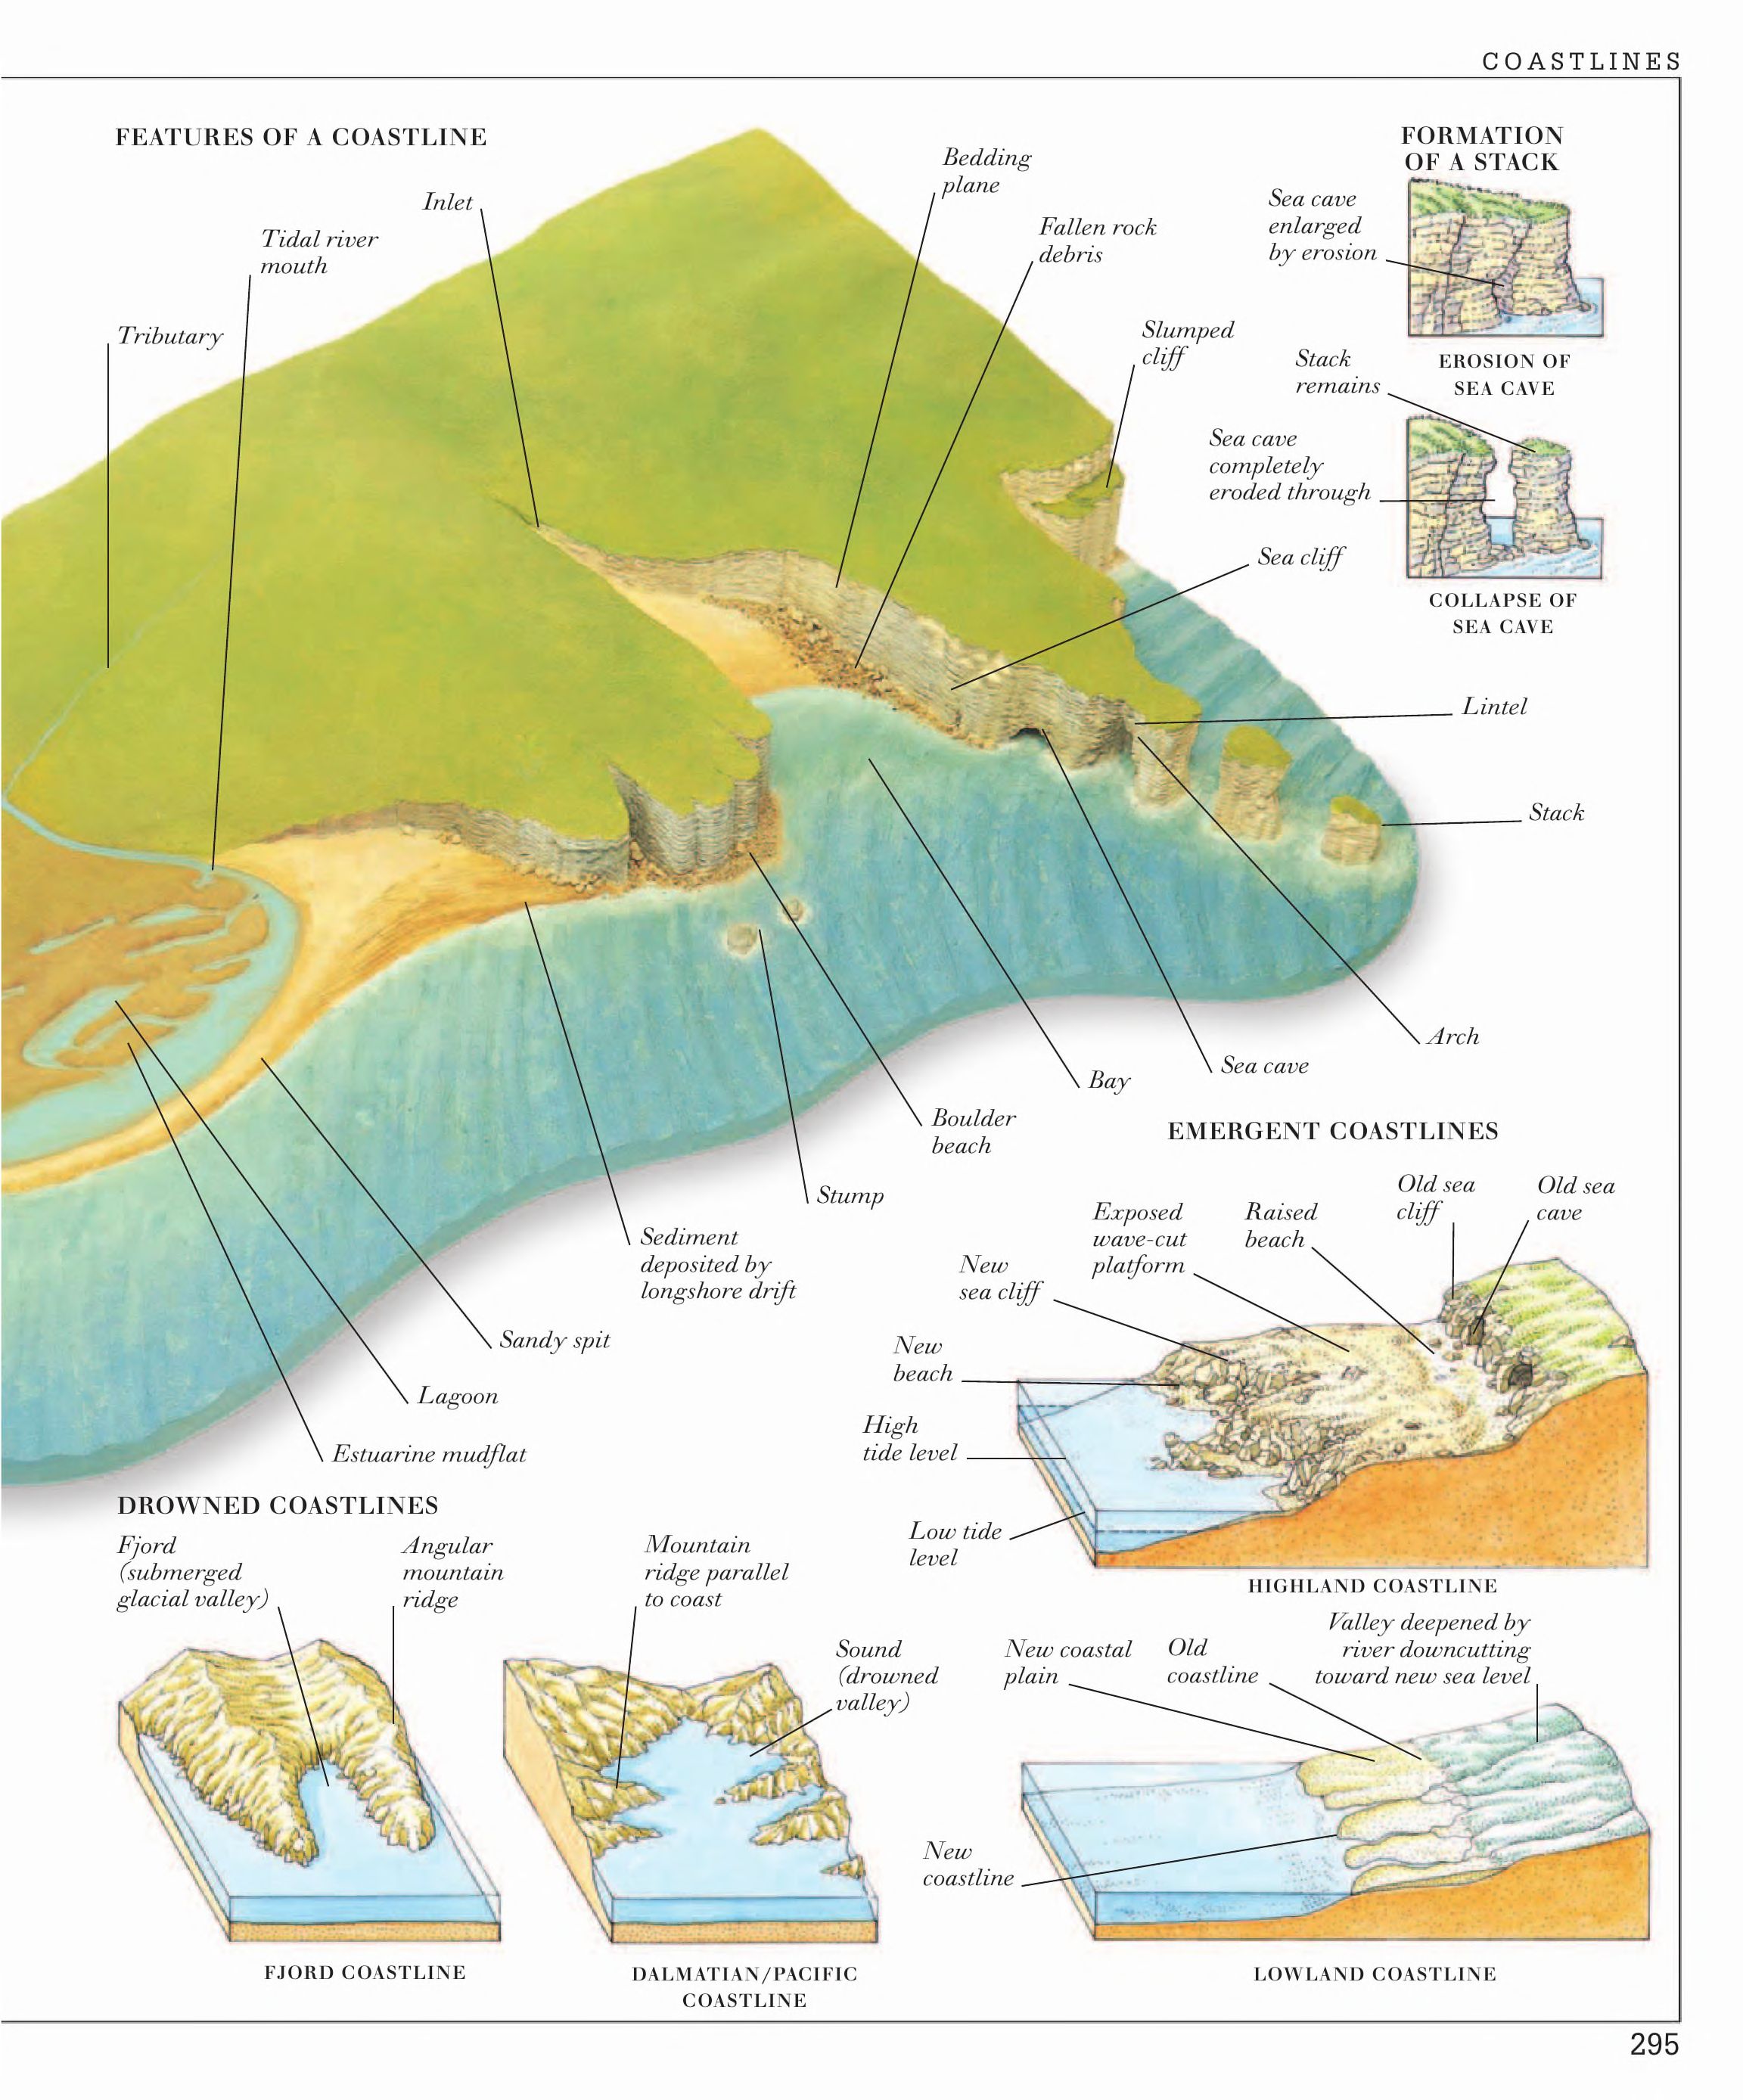 COASTLINES
FEATURES OF A COASTLINE
Inlet
Tidal river
mouth
Tributary
Bedding
plane
Fallen rock
debris
Slumped
cliff
Sea cliff
Lintel
Stack
Arch
Sea cave
Bay
Boulder
beach
Stump
Sediment
deposited by
longshore drift
Sandy spit
Lagoon
Estuarine mudflat
FORMATION
OF A STACK
Sea cave
enlarged
by erosion
EROSION OF
SEA CAVE
Stack
remains
Sea cave
completely
eroded through
COLLAPSE OF
SEA CAVE
EMERGENT COASTLINES
Old sea
cliff
Old sea
cave
Exposed
wave-cut
platform
Raised
beach
New
sea cliff
New
beach
High
tide level
Low tide
level
HIGHLAND COASTLINE
New coastal
plain
Old
coastline
Valley deepened by
river downcutting
toward new sea level
New
coastline
LOWLAND COASTLINE
DROWNED COASTLINES
Fjord
(submerged
glacial valley)
Angular
mountain
ridge
FJORD COASTLINE
Mountain
ridge parallel
to coast
Sound
(drowned
valley)
DALMATIAN/PACIFIC
COASTLINE
295